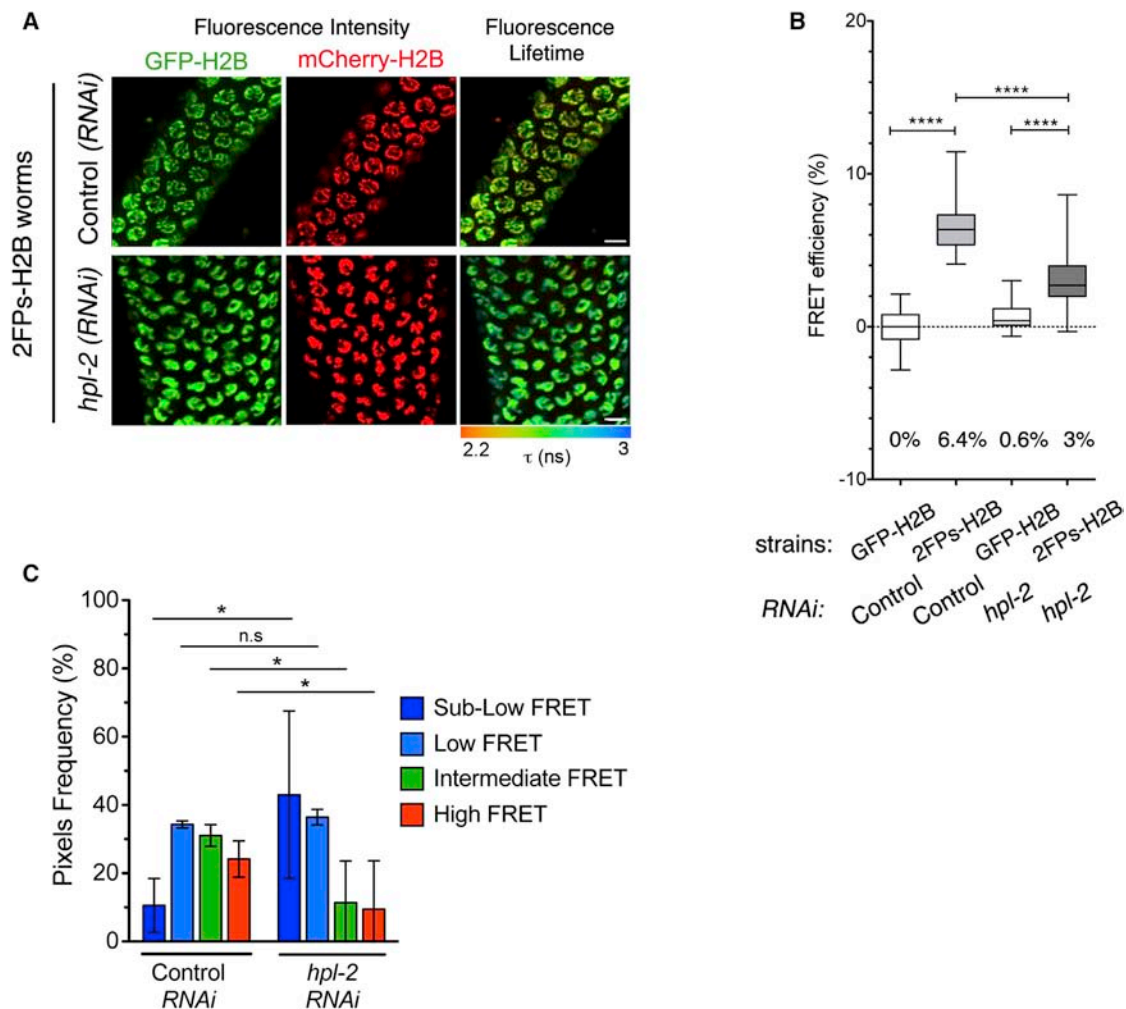 A
Fluorescence Intensity
Fluorescence
Lifetime
GFP-H2B
mCherry-H2B
2FPs-H2B worms
Control (RNAi)
hpl-2 (RNAi)
2.2
τ (ns)
3
B
20
10
0
-10
FRET efficiency (%)
****
****
****
0%
6.4%
0.6%
3%
strains:
GFP-H2B
2FPs-H2B
GFP-H2B
2FPs-H2B
RNAi:
Control
Control
hpl-2
hpl-2
C
100
80
60
40
20
0
Pixels Frequency (%)
*
n.s
*
*
Sub-Low FRET
Low FRET
Intermediate FRET
High FRET
Control
RNAi
hpl-2
RNAi